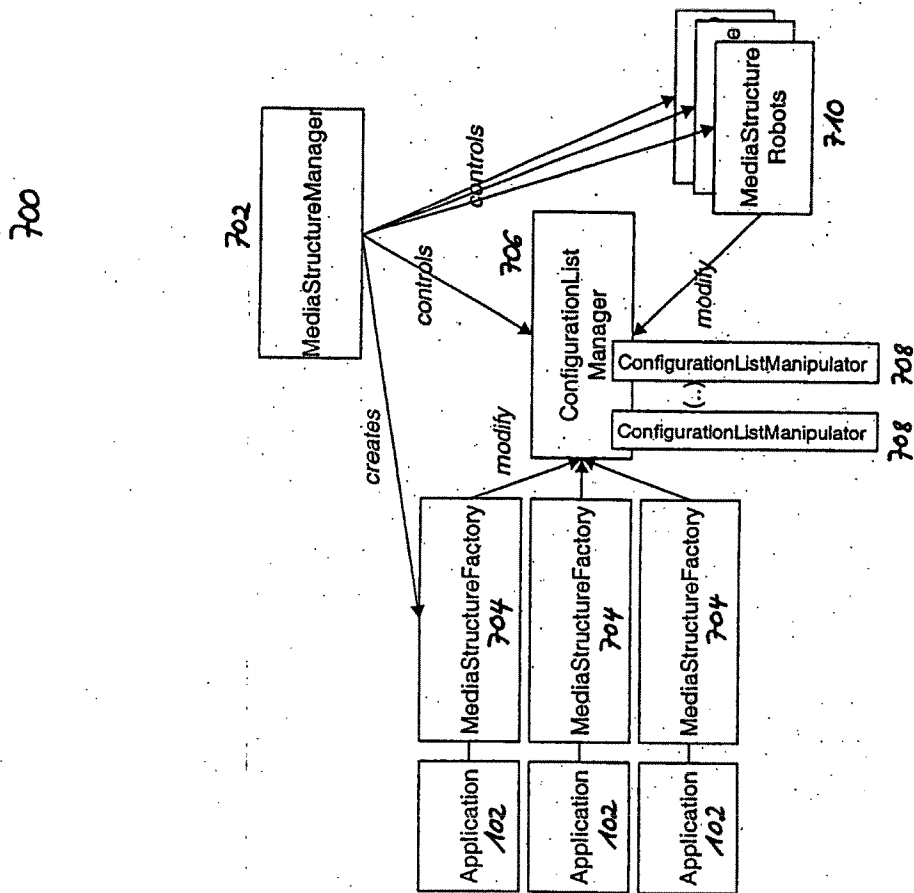 700
702
MediaStructureManager
creates
controls
controls
e
MediaStructure
Robots
710
706
ConfigurationList
Manager
modify
modify
ConfigurationListManipulator
(..)
ConfigurationListManipulator
708
708
MediaStructureFactory
704
MediaStructureFactory
704
MediaStructureFactory
704
Application
102
Application
102
Application
102